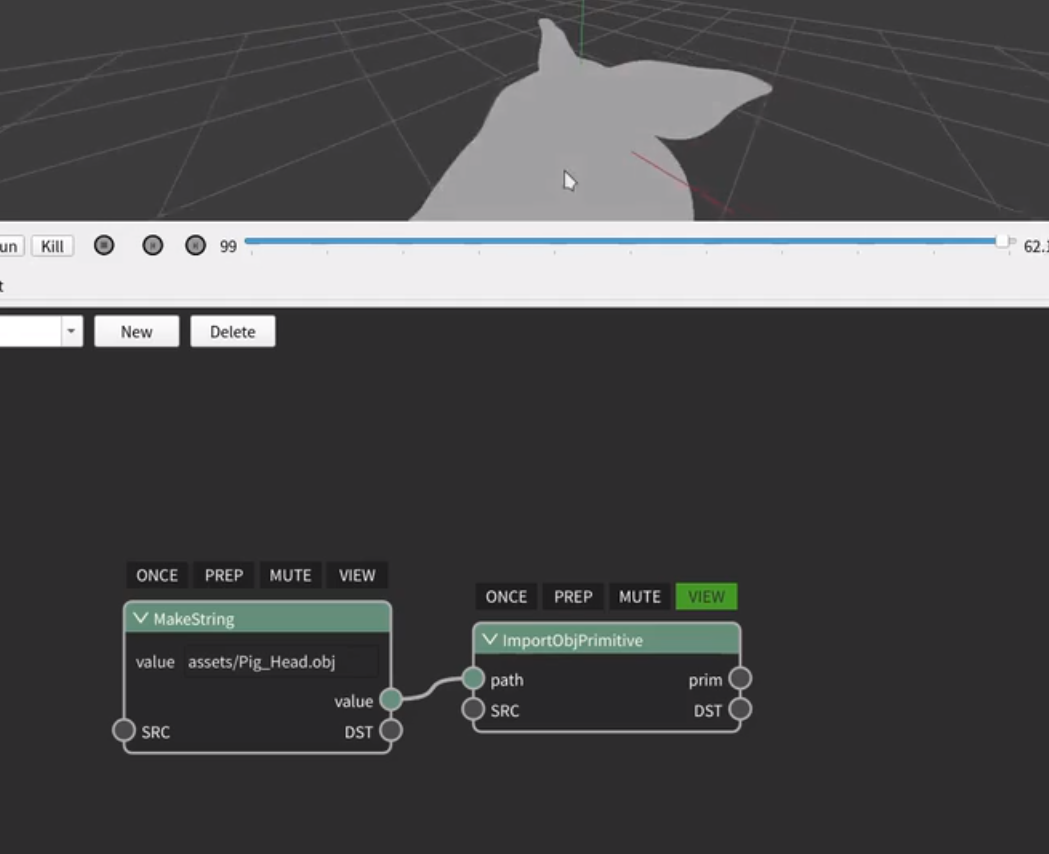 un Kill 99 62.1
t
New Delete
ONCE PREP MUTE VIEW
MakeString
value assets/Pig_Head.obj
value
SRC DST
ONCE PREP MUTE VIEW
ImportObjPrimitive
path prim
SRC DST